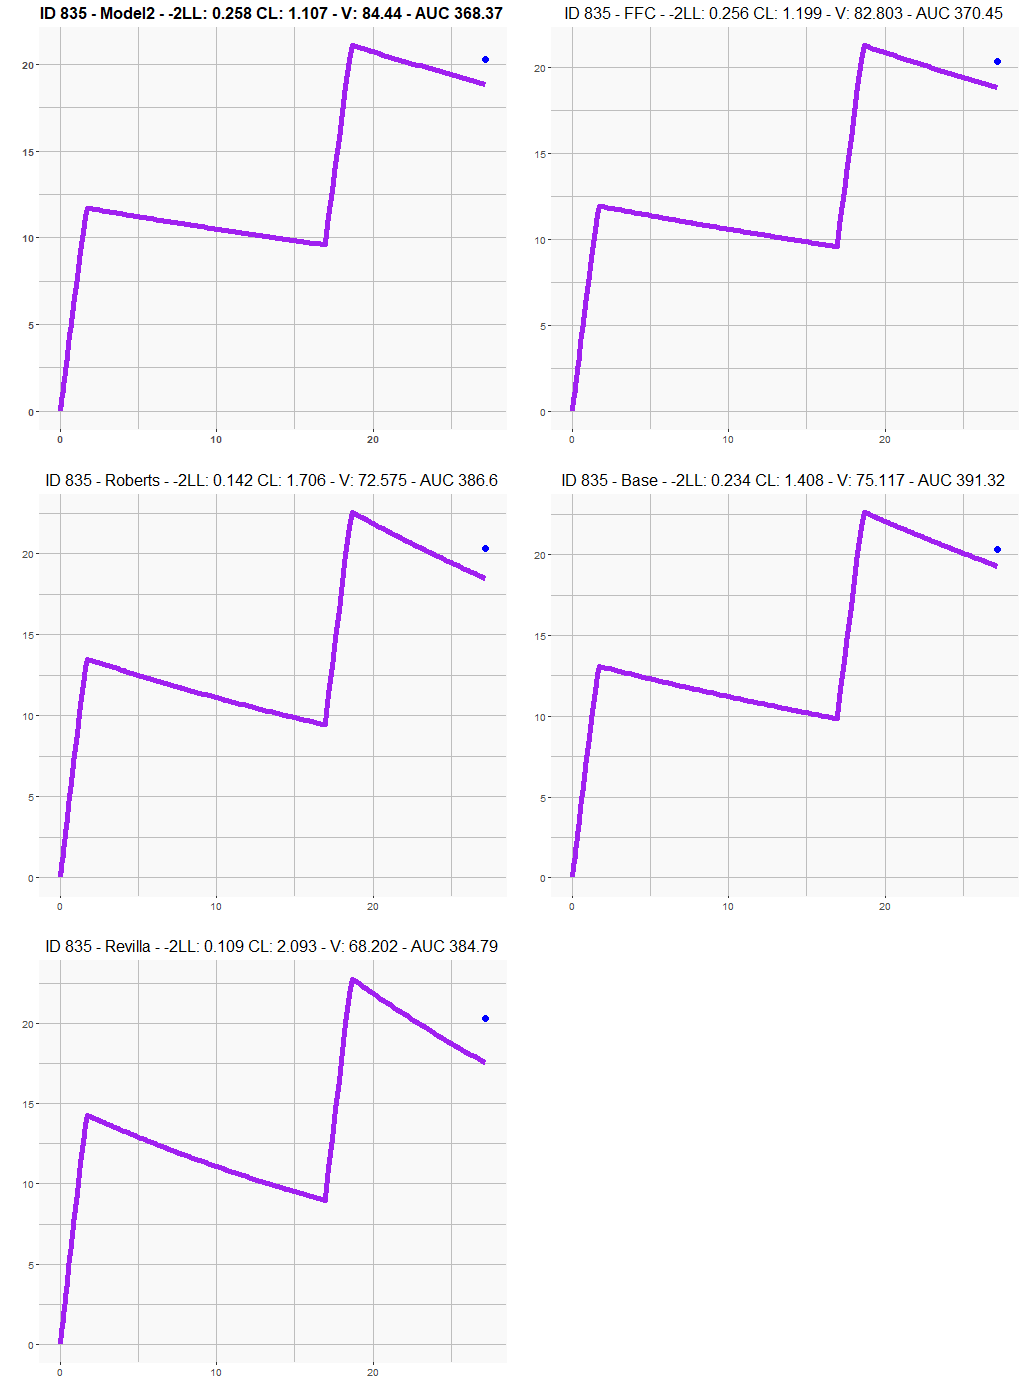 ID 835 - Model2 - -2LL: 0.258 CL: 1.107 - V: 84.44 - AUC 368.37
20
15
10
5
0
0 10 20
ID 835 - FFC - -2LL: 0.256 CL: 1.199 - V: 82.803 - AUC 370.45
20
15
10
5
0
0 10 20
ID 835 - Roberts - -2LL: 0.142 CL: 1.706 - V: 72.575 - AUC 386.6
20
15
10
5
0
0 10 20
ID 835 - Base - -2LL: 0.234 CL: 1.408 - V: 75.117 - AUC 391.32
20
15
10
5
0
0 10 20
ID 835 - Revilla - -2LL: 0.109 CL: 2.093 - V: 68.202 - AUC 384.79
20
15
10
5
0
0 10 20